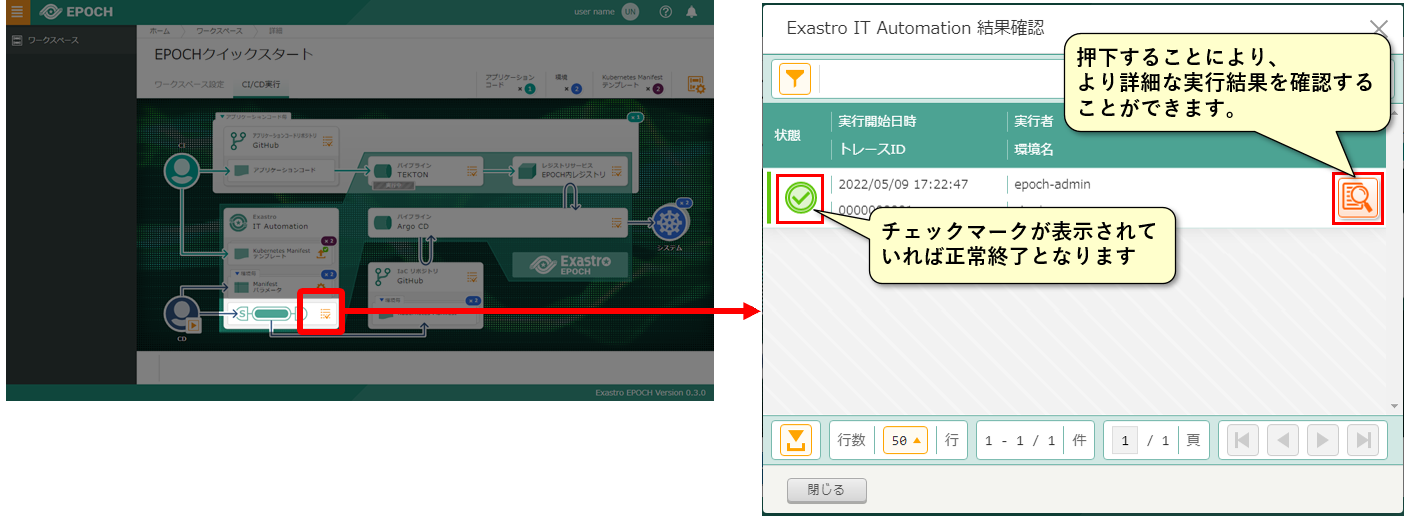 EPOCH
user name
UN
ワークスペース
ホーム
ワークスペース
詳細
EPOCHクイックスタート
ワークスペース設定
CI/CD実行
アプリケーション
コード
× 1
環境
× 2
Kubernetes Manifest
テンプレート
× 2
▼アプリケーションコード毎
× 1
アプリケーションコードリポジトリ
GitHub
アプリケーションコード
CI
パイプライン
TEKTON
レジストリサービス
EPOCH内レジストリ
Exastro
IT Automation
パイプライン
Argo CD
× 2
システム
× 2
Kubernetes Manifest
テンプレート
▼環境毎
× 2
Manifest
パラメータ
IaC リポジトリ
GitHub
▼環境毎
× 2
Exastro
EPOCH
S
CD
Exastro EPOCH Version 0.3.0
Exastro IT Automation 結果確認
押下することにより、
より詳細な実行結果を確認する
ことができます。
状態
実行開始日時
トレースID
実行者
環境名
2022/05/09 17:22:47
epoch-admin
チェックマークが表示されて
いれば正常終了となります
行数
50
行
1 - 1 / 1
件
1
/ 1
頁
閉じる